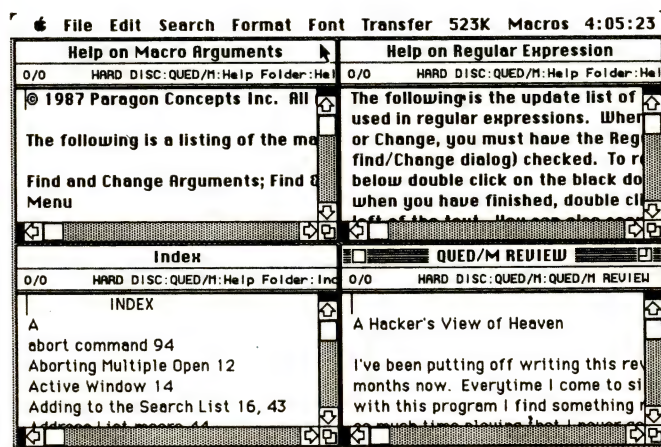 File Edit Search Format Font Transfer 523K Macros 4:05:23
Help on Macro Arguments
0/0 HARD DISC:QUED/M:Help Folder:Hel
© 1987 Paragon Concepts Inc. All
The following is a listing of the ma
Find and Change Arguments; Find &
Menu
Help on Regular Expression
0/0 HARD DISC:QUED/M:Help Folder:Hel
The following is the update list of
used in regular expressions. When
or Change, you must have the Reg
find/Change dialog) checked. To re
below double click on the black do
when you have finished, double cli
Index
0/0 HARD DISC:QUED/M:Help Folder:Ind
INDEX
A
abort command 94
Aborting Multiple Open 12
Active Window 14
Adding to the Search List 16, 43
QUED/M REVIEW
0/0 HARD DISC:QUED/M:QUED/M REVIEW
A Hacker's View of Heaven
I've been putting off writing this rev
months now. Everytime I come to si
with this program I find something